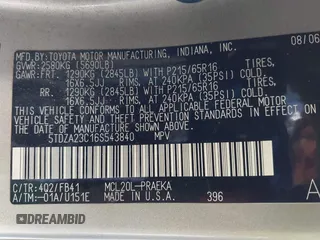 MFD. BY: TOYOTA MOTOR MANUFACTURING, INDIANA, INC. 08/06
GVWR: 2580KG (5690LB)
GAWR:FRT. 1290KG (2845LB)WITH P215/65R16 TIRES,
16X6.5JJ RIMS, AT 240KPA (35PSI) COLD
RR. 1290KG (2845LB)WITH P215/65R16 TIRES,
16X6.5JJ RIMS, AT 240KPA (35PSI) COLD
THIS VEHICLE CONFORMS TO ALL APPLICABLE
FEDERAL MOTOR VEHICLE SAFETY, BUMPER, AND
THEFT PREVENTION STANDARDS IN EFFECT ON
THE DATE OF MANUFACTURE SHOWN ABOVE.
5TDZA23C16S543840 MPV
C/TR:4Q2/FB41 MCL20L-PRAEKA A
A/TM:-01A/U151E MADE IN U.S.A. 396
DREAMBID